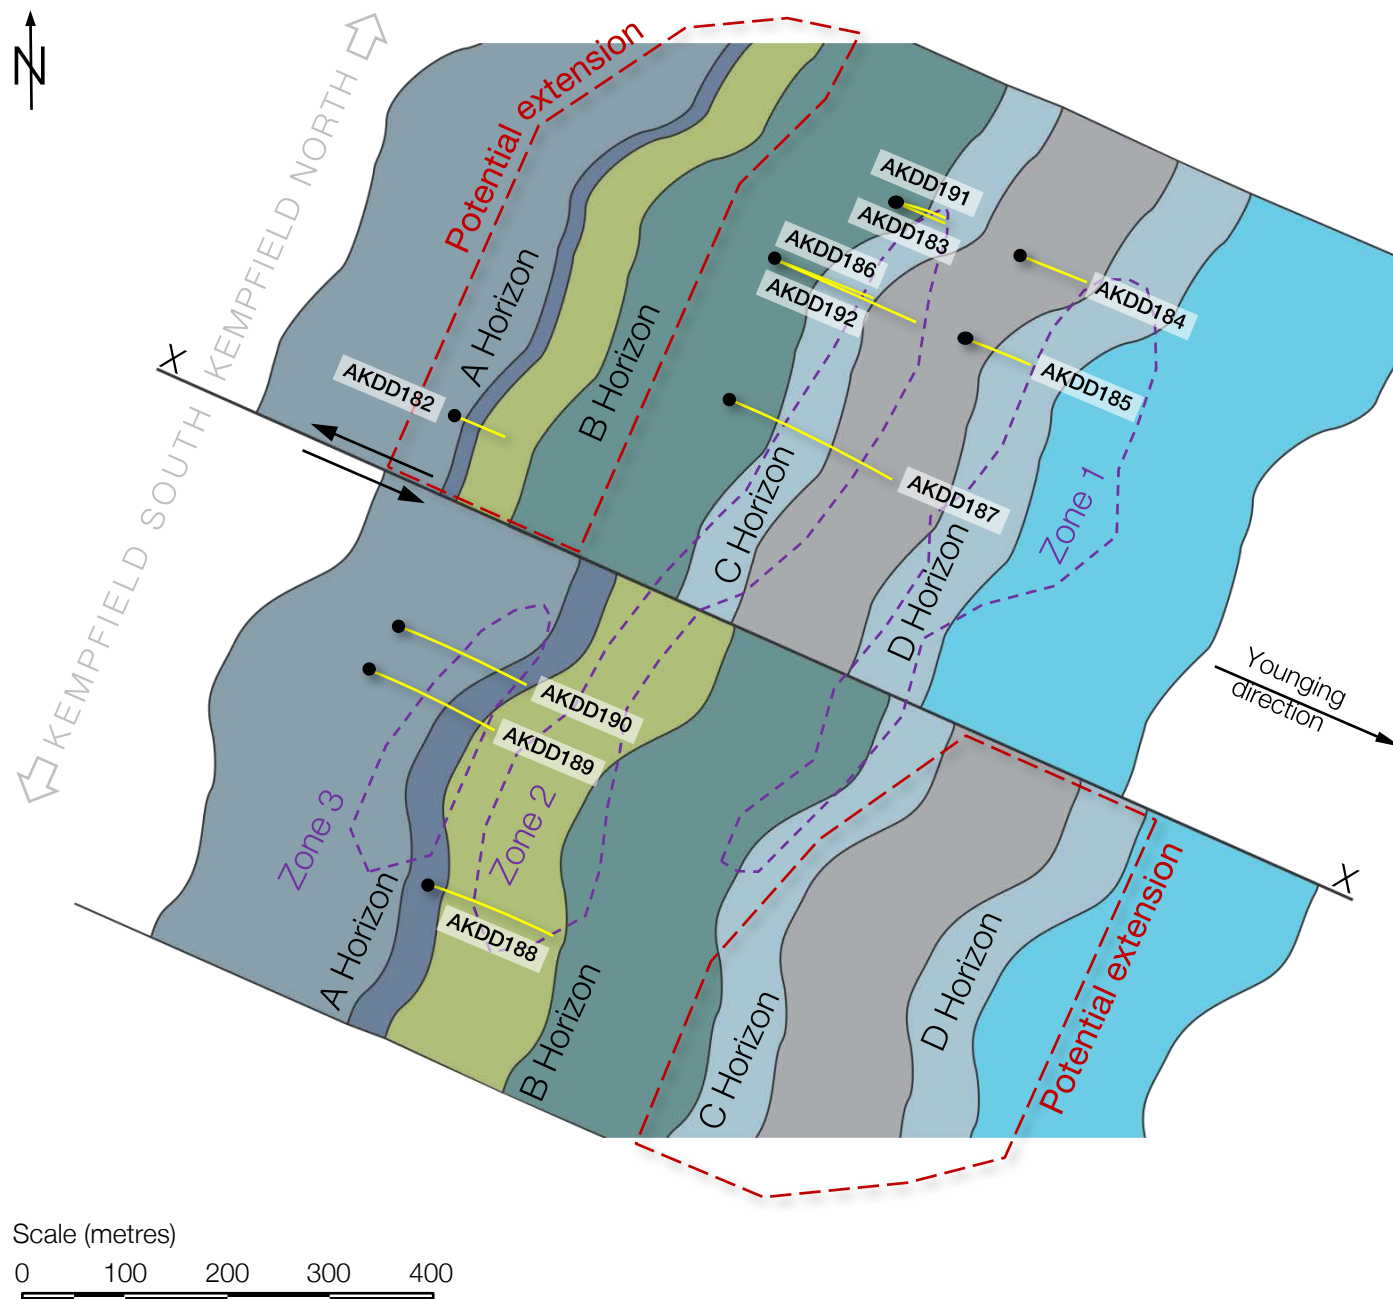 N
KEMPFIELD NORTH
Potential extension
AKDD191
AKDD183
AKDD186
AKDD192
AKDD184
A Horizon
B Horizon
X
AKDD182
AKDD185
KEMPFIELD SOUTH
C Horizon
AKDD187
Zone 1
D Horizon
Younging
direction
AKDD190
AKDD189
Zone 3
Zone 2
X
AKDD188
A Horizon
B Horizon
C Horizon
D Horizon
Potential extension
Scale (metres)
0 100 200 300 400